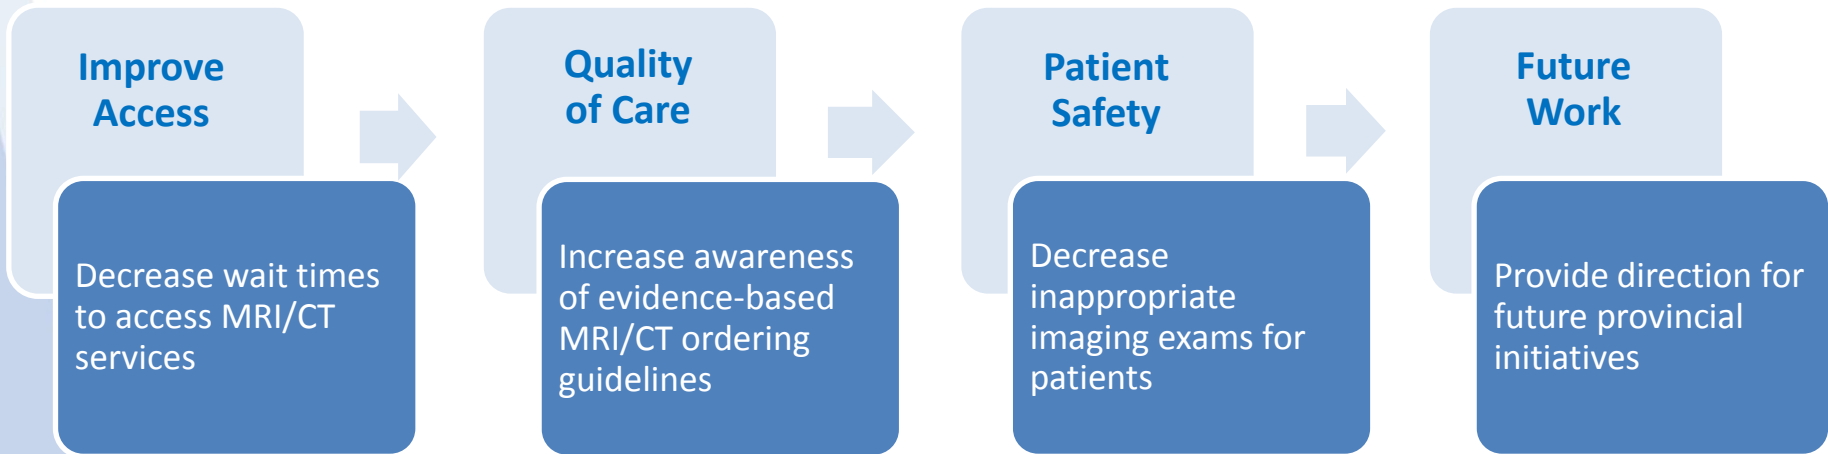 Improve
Access
Decrease wait times
to access MRI/CT
services
Quality
of Care
Increase awareness
of evidence-based
MRI/CT ordering
guidelines
Patient
Safety
Decrease
inappropriate
imaging exams for
patients
Future
Work
Provide direction for
future provincial
initiatives